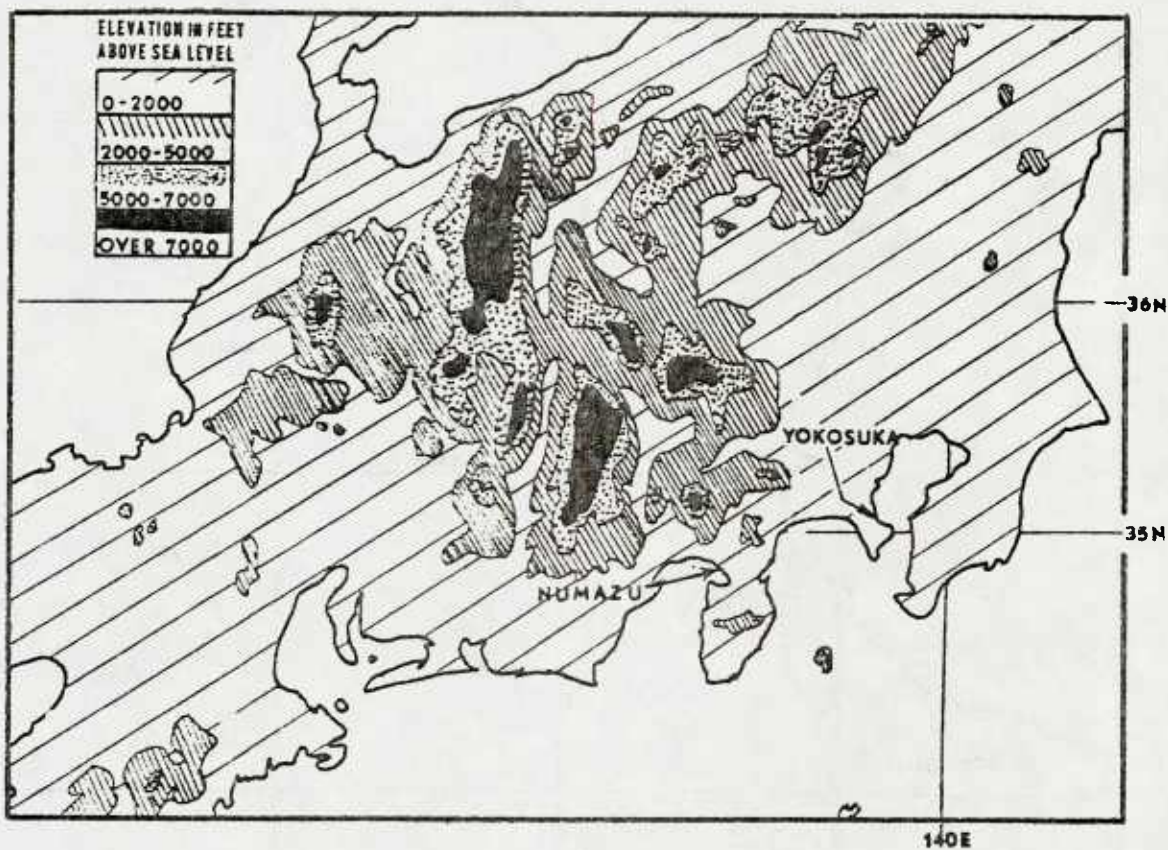 ELEVATION IN FEET
ABOVE SEA LEVEL
0-2000
2000-5000
5000-7000
OVER 7000
36N
YOKOSUKA
35N
NUMAZU
140E